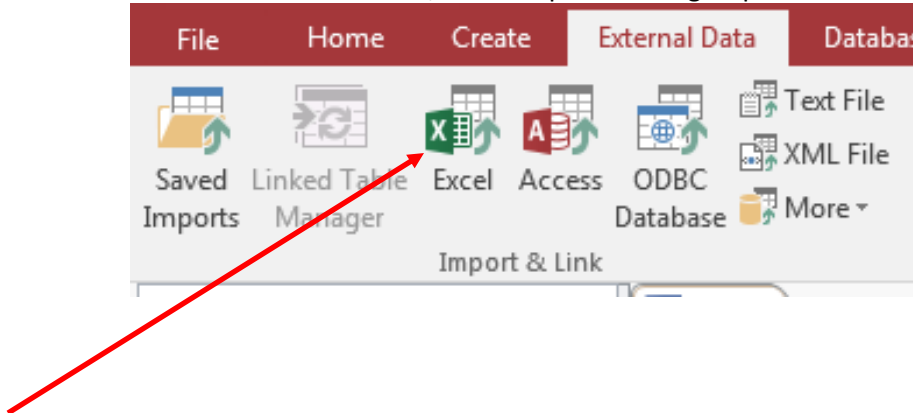 File Home Create External Data
Saved Imports
Linked Table Manager
Excel
Access
ODBC Database
Text File
XML File
More
Import & Link